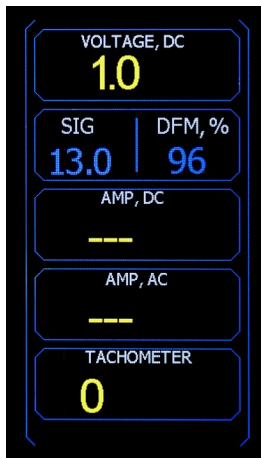 VOLTAGE, DC
1.0
SIG DFM, %
13.0 96
AMP, DC
---
AMP, AC
---
TACHOMETER
0